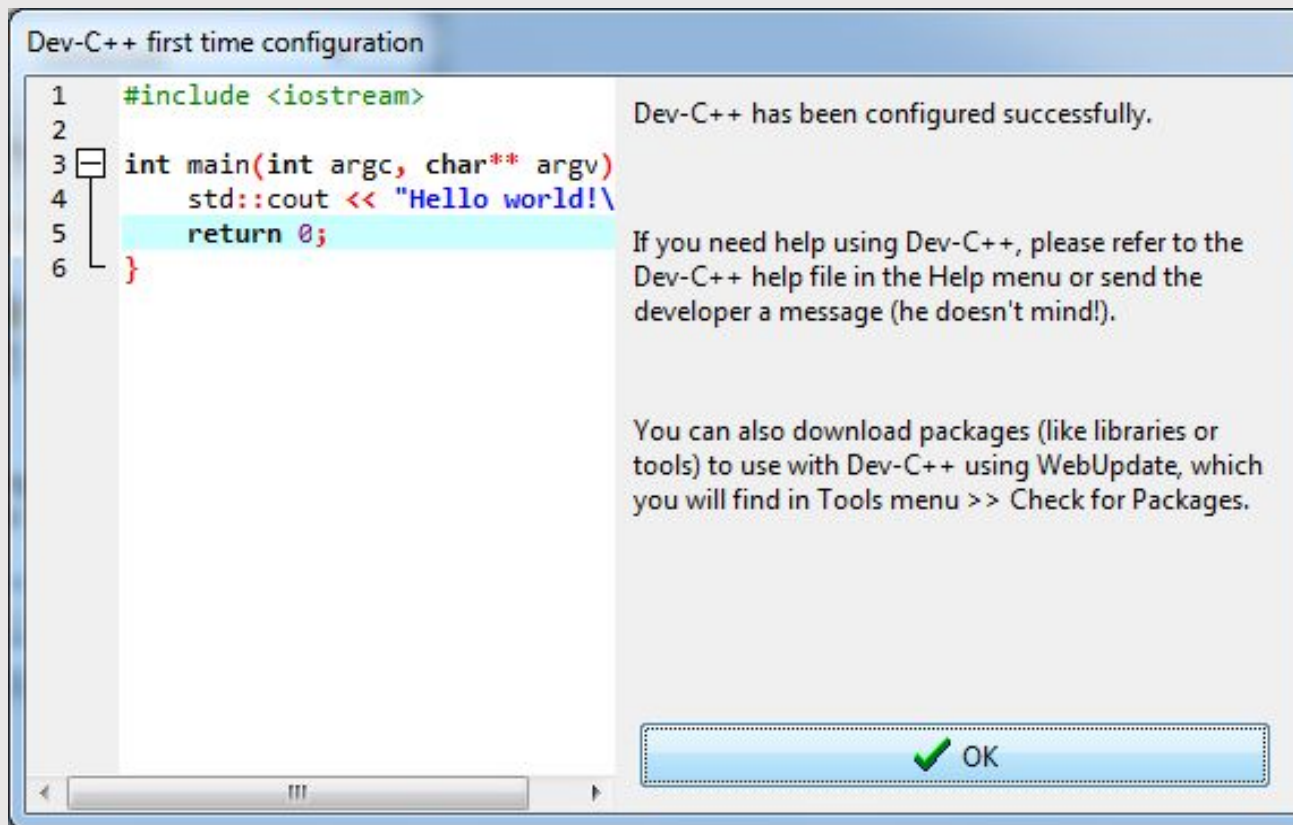 Dev-C++ first time configuration
1 #include <iostream>
2
3 int main(int argc, char** argv)
4 std::cout << "Hello world!\
5 return 0;
6 }
Dev-C++ has been configured successfully.
If you need help using Dev-C++, please refer to the
Dev-C++ help file in the Help menu or send the
developer a message (he doesn't mind!).
You can also download packages (like libraries or
tools) to use with Dev-C++ using WebUpdate, which
you will find in Tools menu >> Check for Packages.
OK